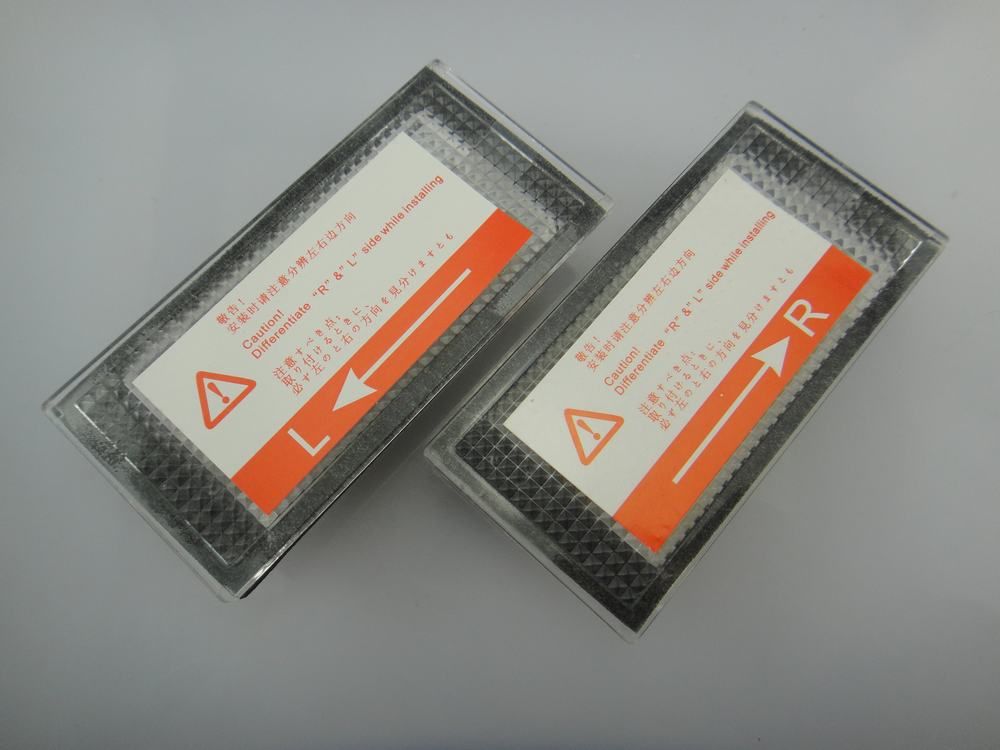 敬告!
安装时请注意分辨左右边方向
Caution!
Differentiate "R" & "L" side while installing
注意すべき点:
取り付けるときに、
必ず左のと右の方向を見分けますとも
L
敬告!
安装时请注意分辨左右边方向
Caution!
Differentiate "R" & "L" side while installing
注意すべき点:
取り付けるときに、
必ず左のと右の方向を見分けますとも
R